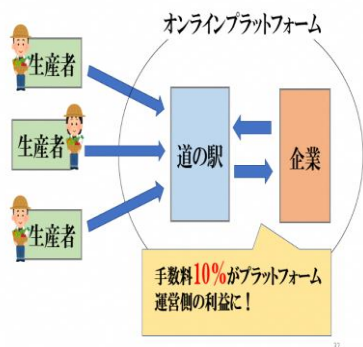 オンラインプラットフォーム
生産者
生産者
生産者
道の駅
企業
手数料10%がプラットフォーム
運営側の利益に！